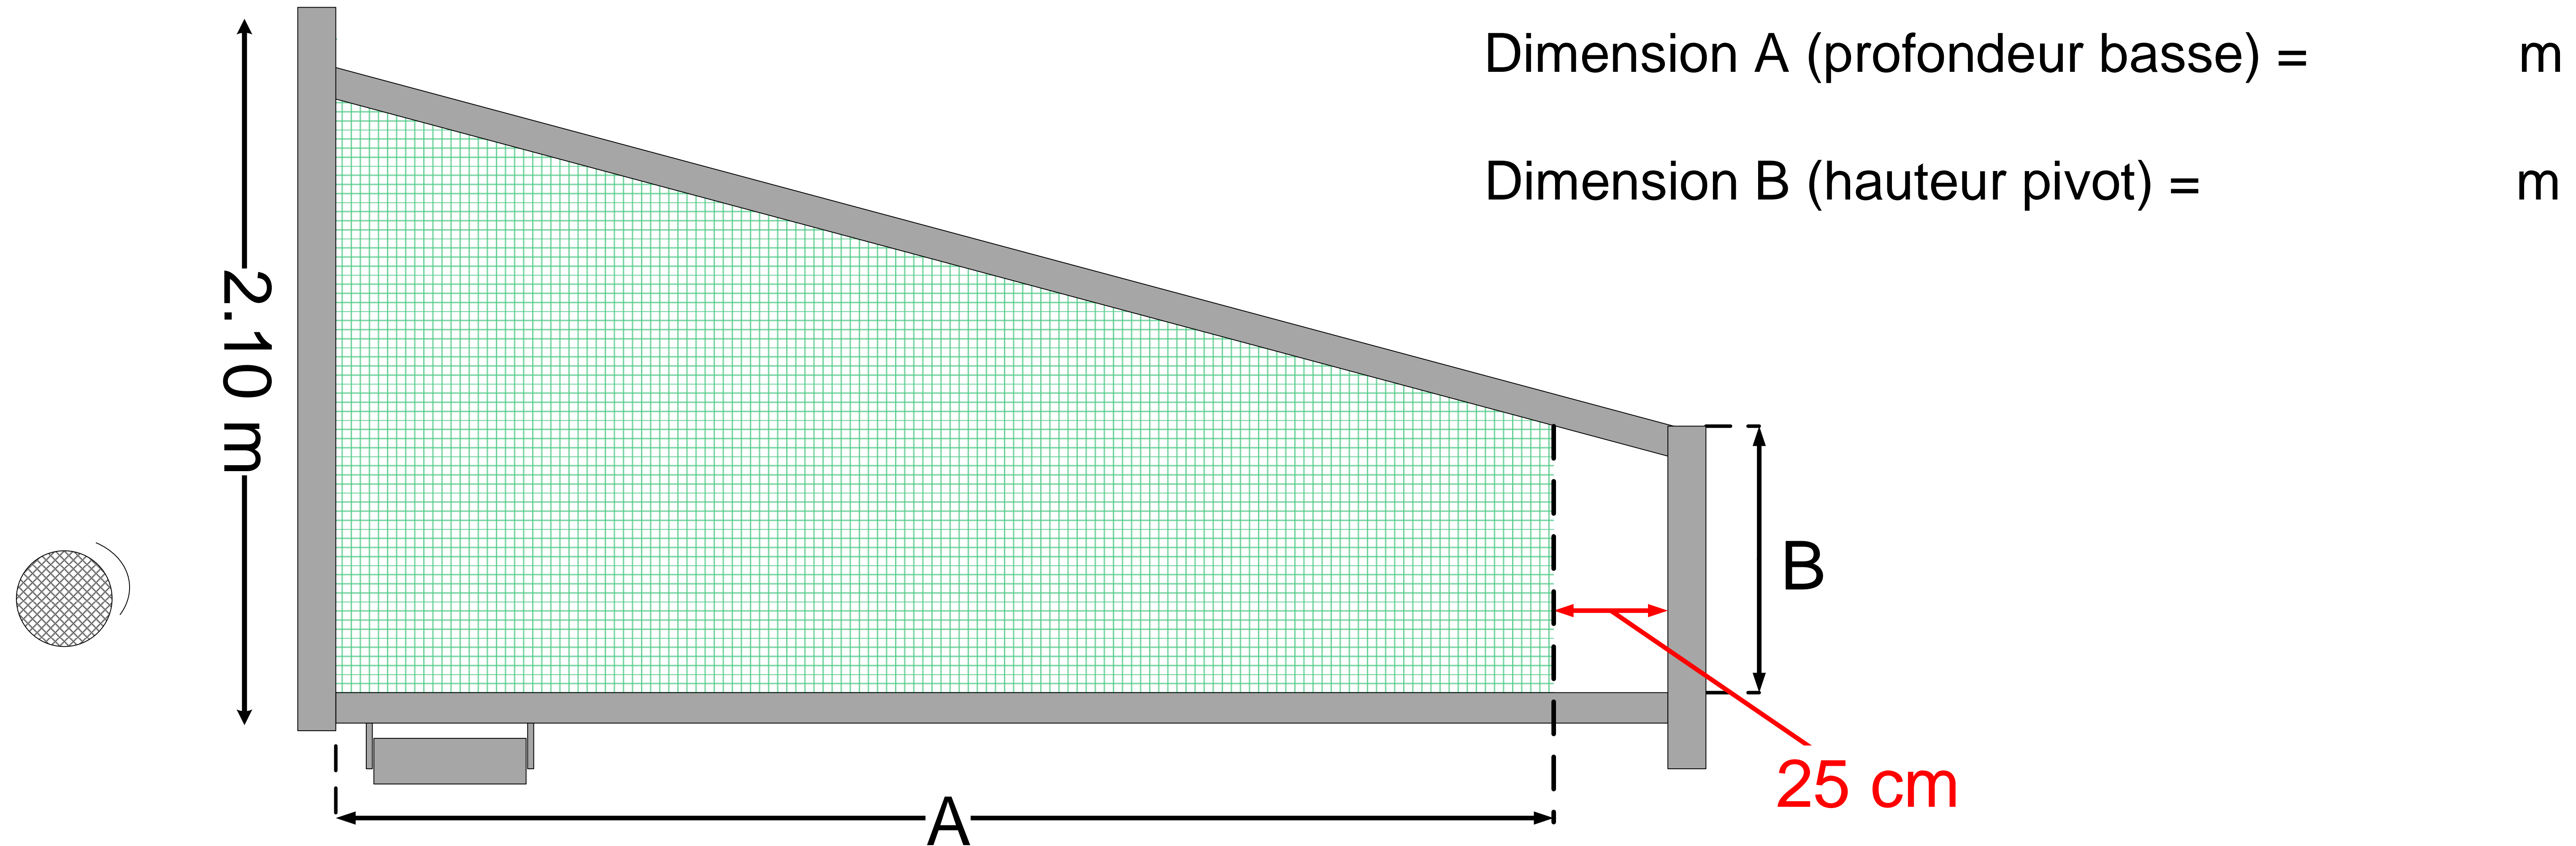 Dimension A (profondeur basse) = m
Dimension B (hauteur pivot) = m
2.10 m
B
25 cm
A